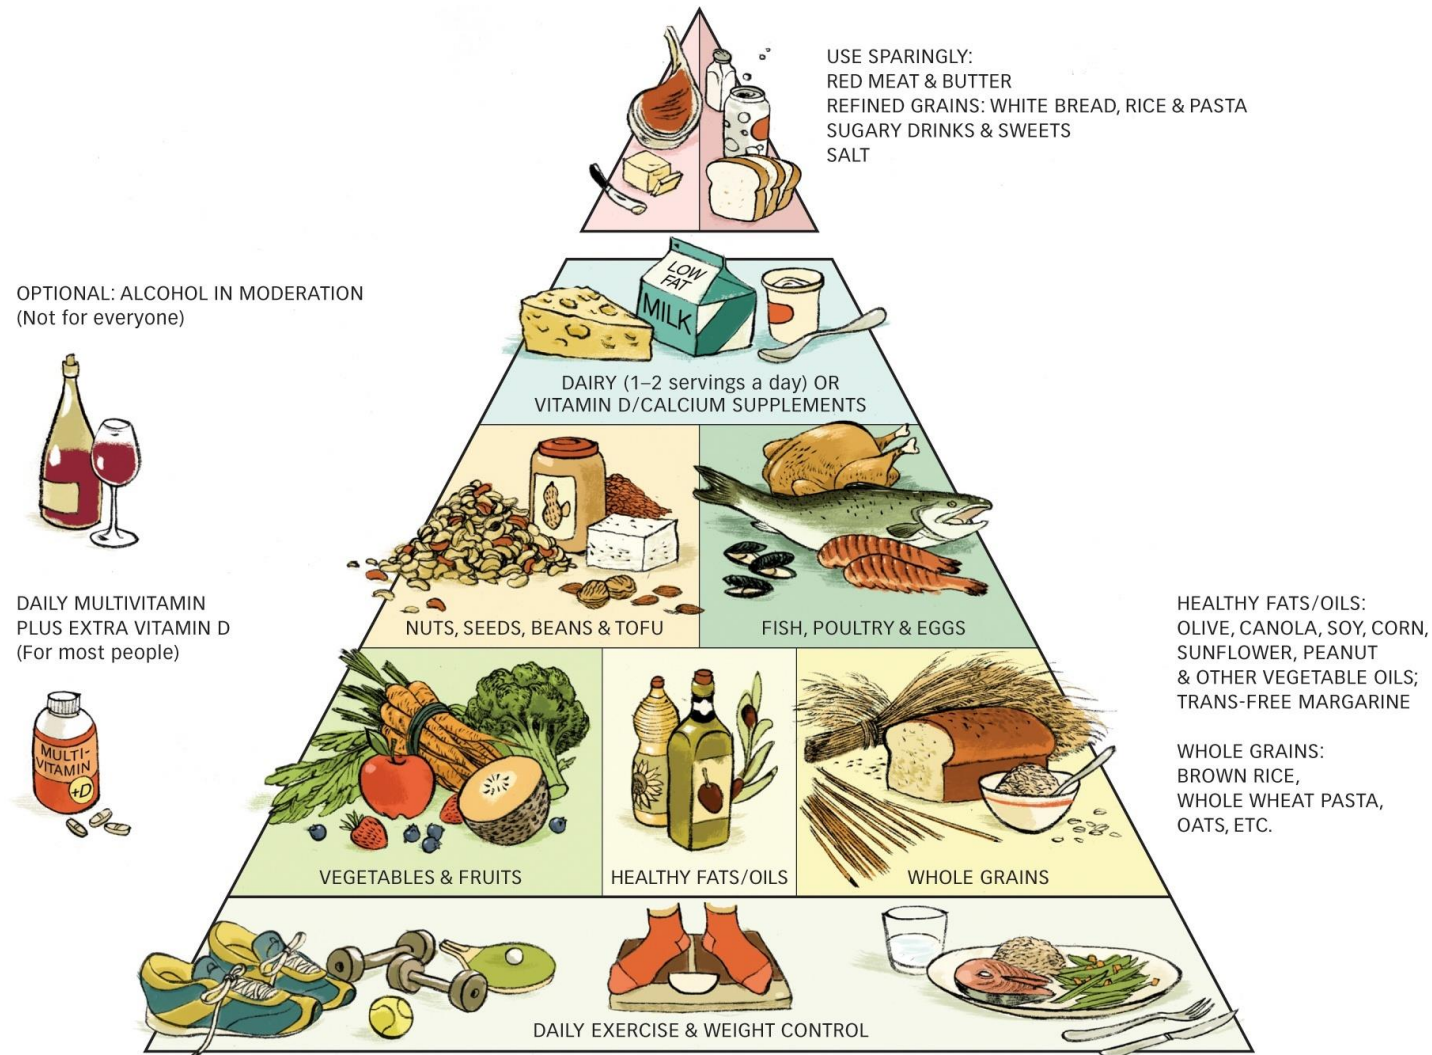 USE SPARINGLY:
RED MEAT & BUTTER
REFINED GRAINS: WHITE BREAD, RICE & PASTA
SUGARY DRINKS & SWEETS
SALT
OPTIONAL: ALCOHOL IN MODERATION
(Not for everyone)
LOW
FAT
MILK
DAIRY (1–2 servings a day) OR
VITAMIN D/CALCIUM SUPPLEMENTS
NUTS, SEEDS, BEANS & TOFU
FISH, POULTRY & EGGS
DAILY MULTIVITAMIN
PLUS EXTRA VITAMIN D
(For most people)
MULTI-
VITAMIN
+D
HEALTHY FATS/OILS:
OLIVE, CANOLA, SOY, CORN,
SUNFLOWER, PEANUT
& OTHER VEGETABLE OILS;
TRANS-FREE MARGARINE
WHOLE GRAINS:
BROWN RICE,
WHOLE WHEAT PASTA,
OATS, ETC.
VEGETABLES & FRUITS
HEALTHY FATS/OILS
WHOLE GRAINS
DAILY EXERCISE & WEIGHT CONTROL